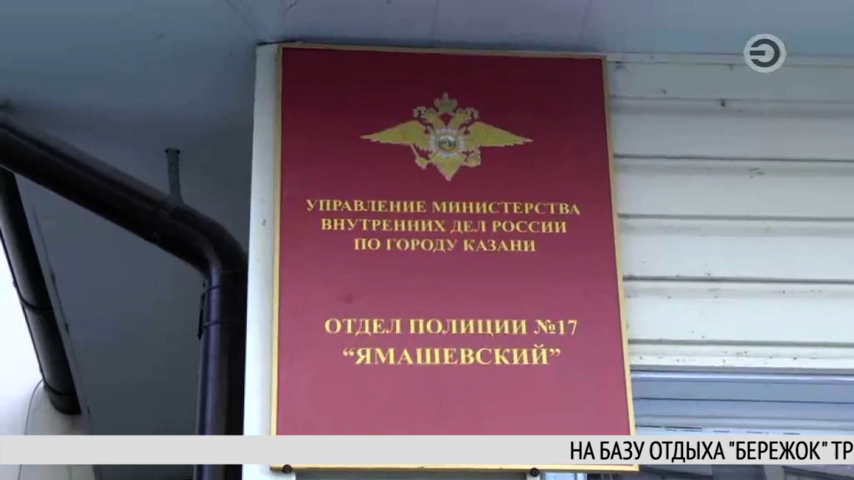 УПРАВЛЕНИЕ МИНИСТЕРСТВА
ВНУТРЕННИХ ДЕЛ РОССИИ
ПО ГОРОДУ КАЗАНИ
ОТДЕЛ ПОЛИЦИИ №17
“ЯМАШЕВСКИЙ”
НА БАЗУ ОТДЫХА "БЕРЕЖОК" ТР